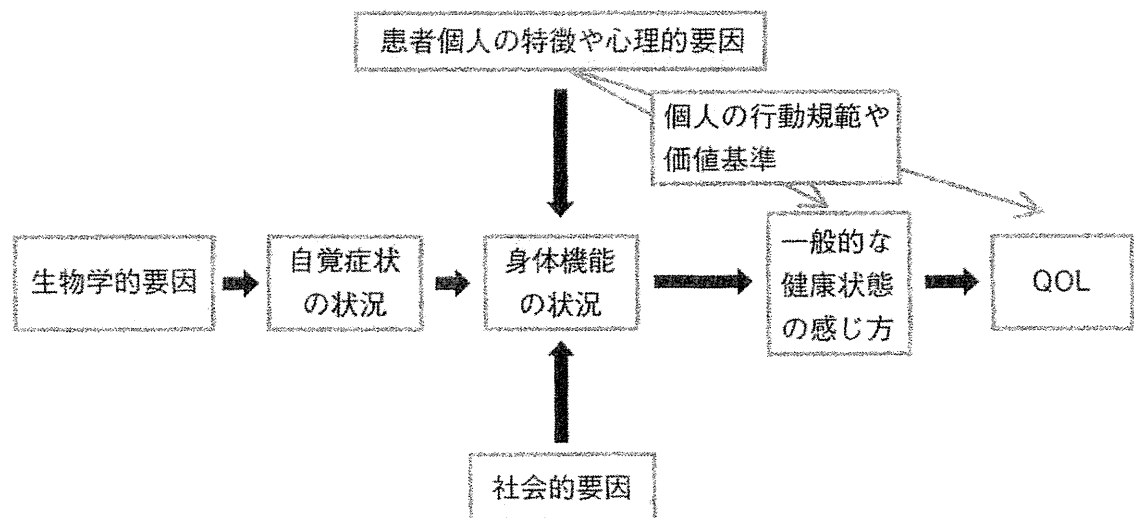 患者個人の特徴や心理的要因
個人の行動規範や
価値基準
生物学的要因
自覚症状
の状況
身体機能
の状況
一般的な
健康状態
の感じ方
QOL
社会的要因